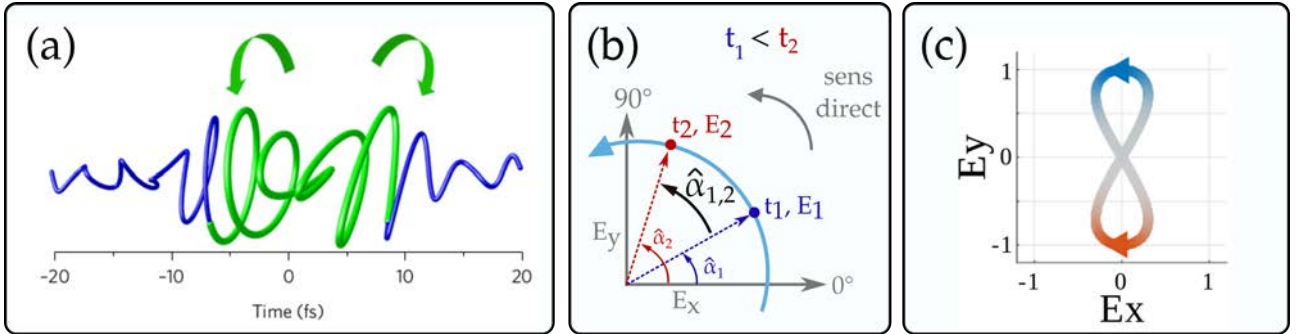 (a)
-20 -10 0 10 20
Time (fs)
(b)
t₁ < t₂
sens
direct
90°
t₂, E₂
α̂₁,₂
t₁, E₁
Ey
α̂₂
α̂₁
Ex
0°
(c)
1
0
-1
Ey
-1 0 1
Ex